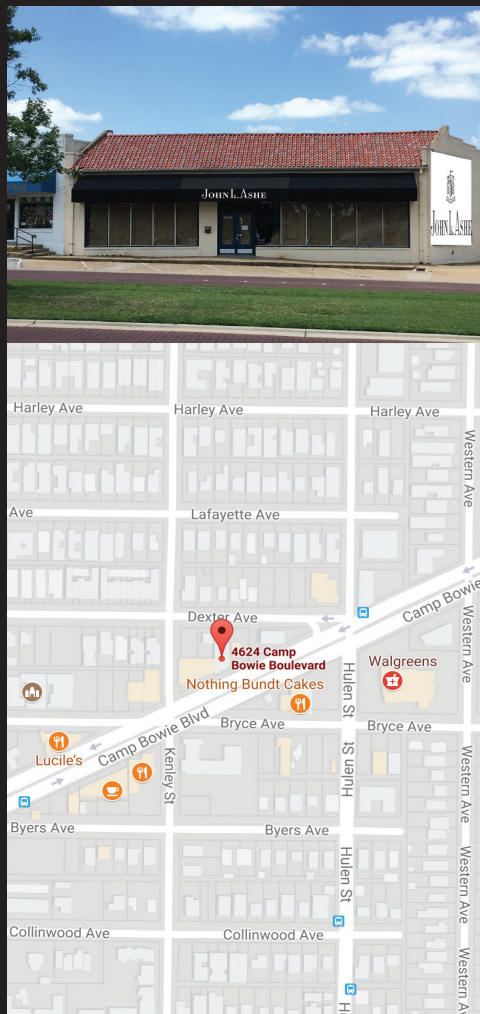 JOHN L. ASHE
JOHN L. ASHE
Harley Ave
Harley Ave
Harley Ave
Western Ave
Ave
Lafayette Ave
Dexter Ave
Camp Bowie
4624 Camp
Bowie Boulevard
Western Ave
Walgreens
Nothing Bundt Cakes
Hulen St
Camp Bowie Blvd
Bryce Ave
Bryce Ave
Lucile's
Kenley St
Hulen St
Western Ave
Byers Ave
Byers Ave
Hulen St
Western Ave
Collinwood Ave
Collinwood Ave
Western A
H